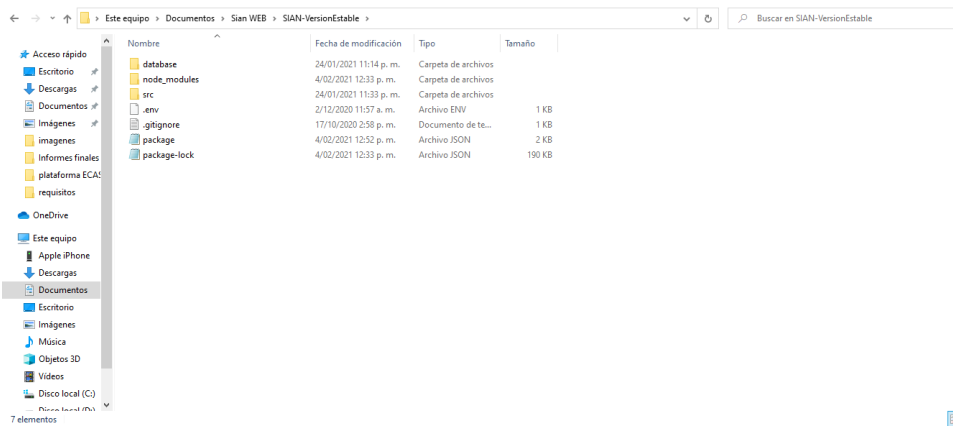 Este equipo > Documentos > Sian WEB > SIAN-VersionEstable >
Buscar en SIAN-VersionEstable
Acceso rápido
Escritorio
Descargas
Documentos
Imágenes
imagenes
Informes finales
plataforma ECAS
requisitos
OneDrive
Este equipo
Apple iPhone
Descargas
Documentos
Escritorio
Imágenes
Música
Objetos 3D
Vídeos
Disco local (C:)
Disco local (D:)
Nombre Fecha de modificación Tipo Tamaño
database 24/01/2021 11:14 p. m. Carpeta de archivos
node_modules 4/02/2021 12:33 p. m. Carpeta de archivos
src 24/01/2021 11:33 p. m. Carpeta de archivos
.env 2/12/2020 11:57 a. m. Archivo ENV 1 KB
.gitignore 17/10/2020 2:58 p. m. Documento de te... 1 KB
package 4/02/2021 12:52 p. m. Archivo JSON 2 KB
package-lock 4/02/2021 12:33 p. m. Archivo JSON 190 KB
7 elementos